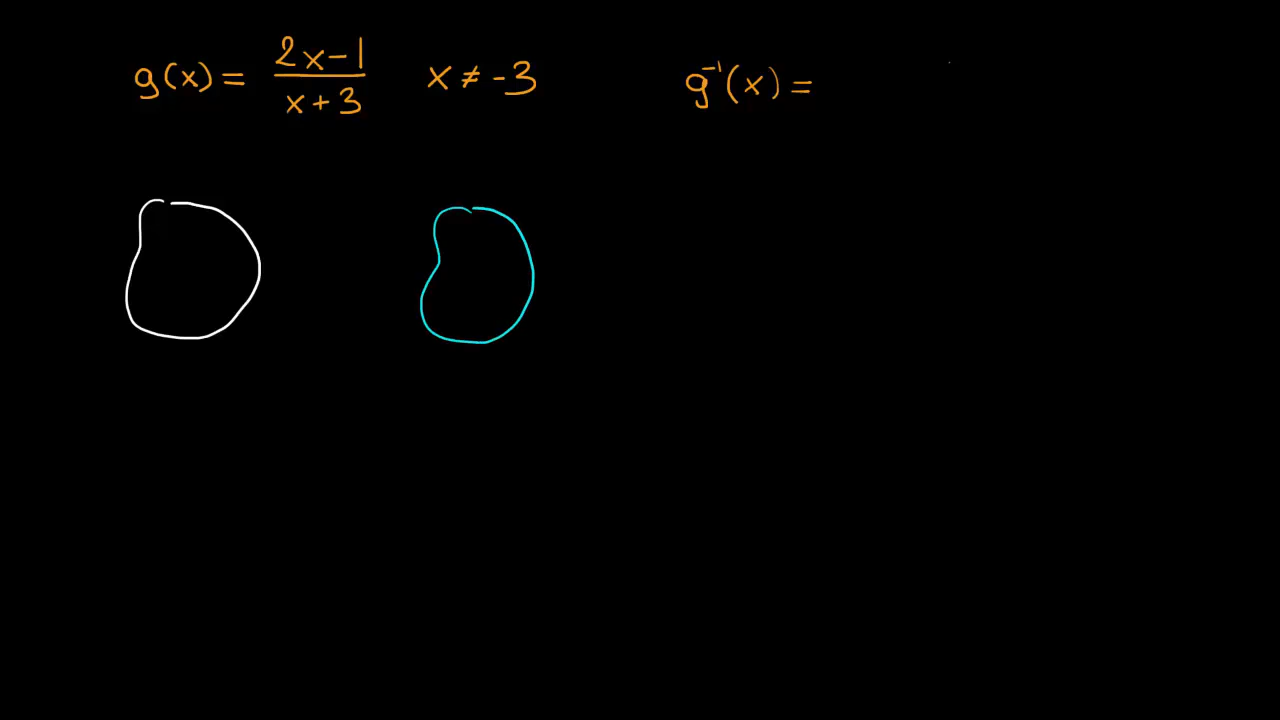 g(x) = (2x-1)/(x+3)   x ≠ -3   g⁻¹(x) =